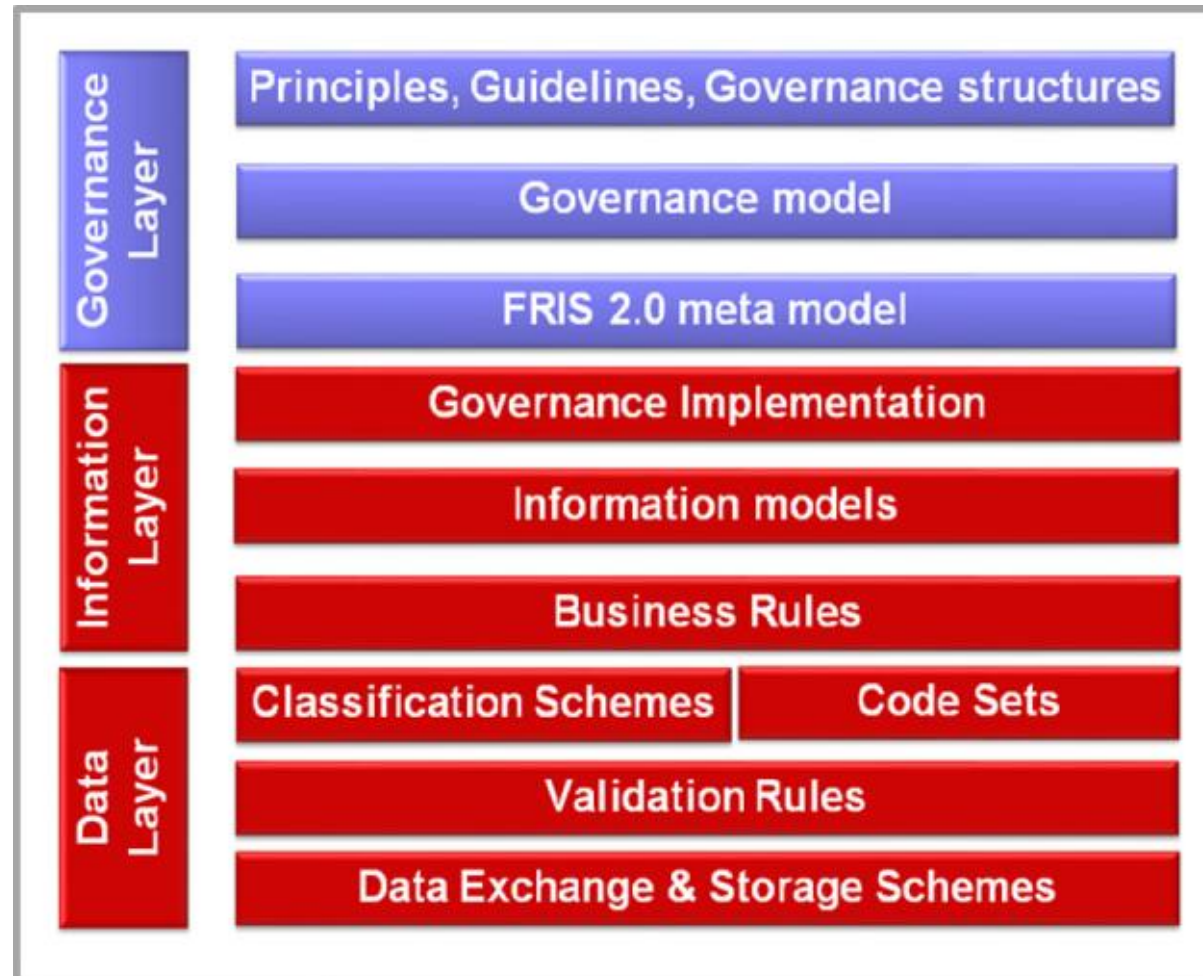 Governance
Layer
Principles, Guidelines, Governance structures
Governance model
FRIS 2.0 meta model
Information
Layer
Governance Implementation
Information models
Business Rules
Data
Layer
Classification Schemes
Code Sets
Validation Rules
Data Exchange & Storage Schemes